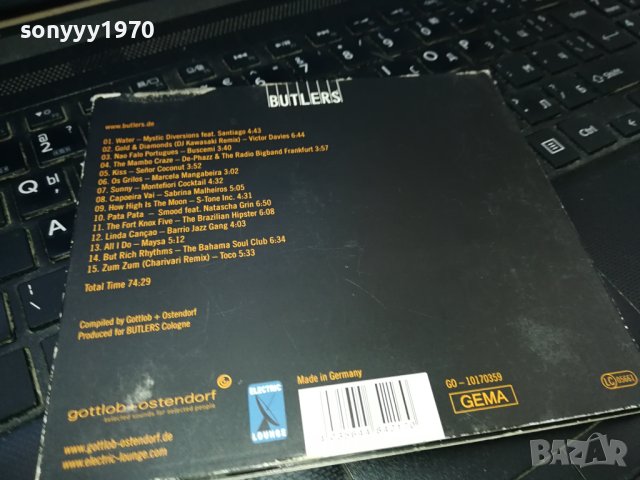 sonyyy1970
BUTLERS
www.butlers.de
01. Water – Mystic Diversions feat. Santiago 4:43
02. Gold & Diamonds (DJ Kawasaki Remix) – Victor Davies 6:44
03. Nao Falo Portugues – Buscemi 3:40
04. The Mambo Craze – De-Phazz & The Radio Bigband Frankfurt 3:57
05. Kiss – Señor Coconut 3:52
06. Os Grilos – Marcela Mangabeira 3:02
07. Sunny – Montefiori Cocktail 4:32
08. Capoeira Vai – Sabrina Malheiros 5:05
09. How High Is The Moon – S-Tone Inc. 4:31
10. Pata Pata – Smood feat. Natascha Grin 6:50
11. The Fort Knox Five – The Brazilian Hipster 6:08
12. Linda Cançao – Barrio Jazz Gang 4:03
13. All I Do – Maysa 5:12
14. But Rich Rhythms – The Bahama Soul Club 6:34
15. Zum Zum (Charivari Remix) – Toco 5:33
Total Time 74:29
Compiled by Gottlob + Ostendorf
Produced for BUTLERS Cologne
gottlob+ostendorf
selected sounds for selected people
www.gottlob-ostendorf.de
www.electric-lounge.com
ELECTRIC
LOUNGE
Made in Germany
GO – 10170359
GEMA
LC 05661
BAZAR